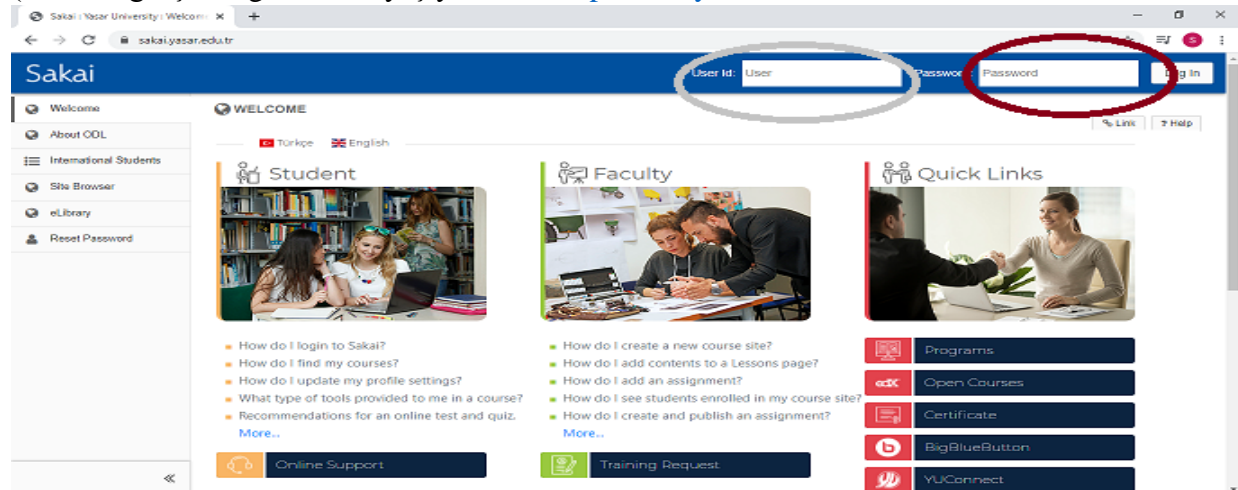 Sakai : Yasar University : Welcom
sakai.yasar.edu.tr
S
Sakai
User Id: User
Password: Password
Log In
Welcome
About ODL
International Students
Site Browser
eLibrary
Reset Password
WELCOME
Link
? Help
Türkçe English
Student
Faculty
Quick Links
How do I login to Sakai?
How do I find my courses?
How do I update my profile settings?
What type of tools provided to me in a course?
Recommendations for an online test and quiz.
More..
Online Support
How do I create a new course site?
How do I add contents to a Lessons page?
How do I add an assignment?
How do I see students enrolled in my course site?
How do I create and publish an assignment?
More..
Training Request
Programs
edX Open Courses
Certificate
b BigBlueButton
YUConnect